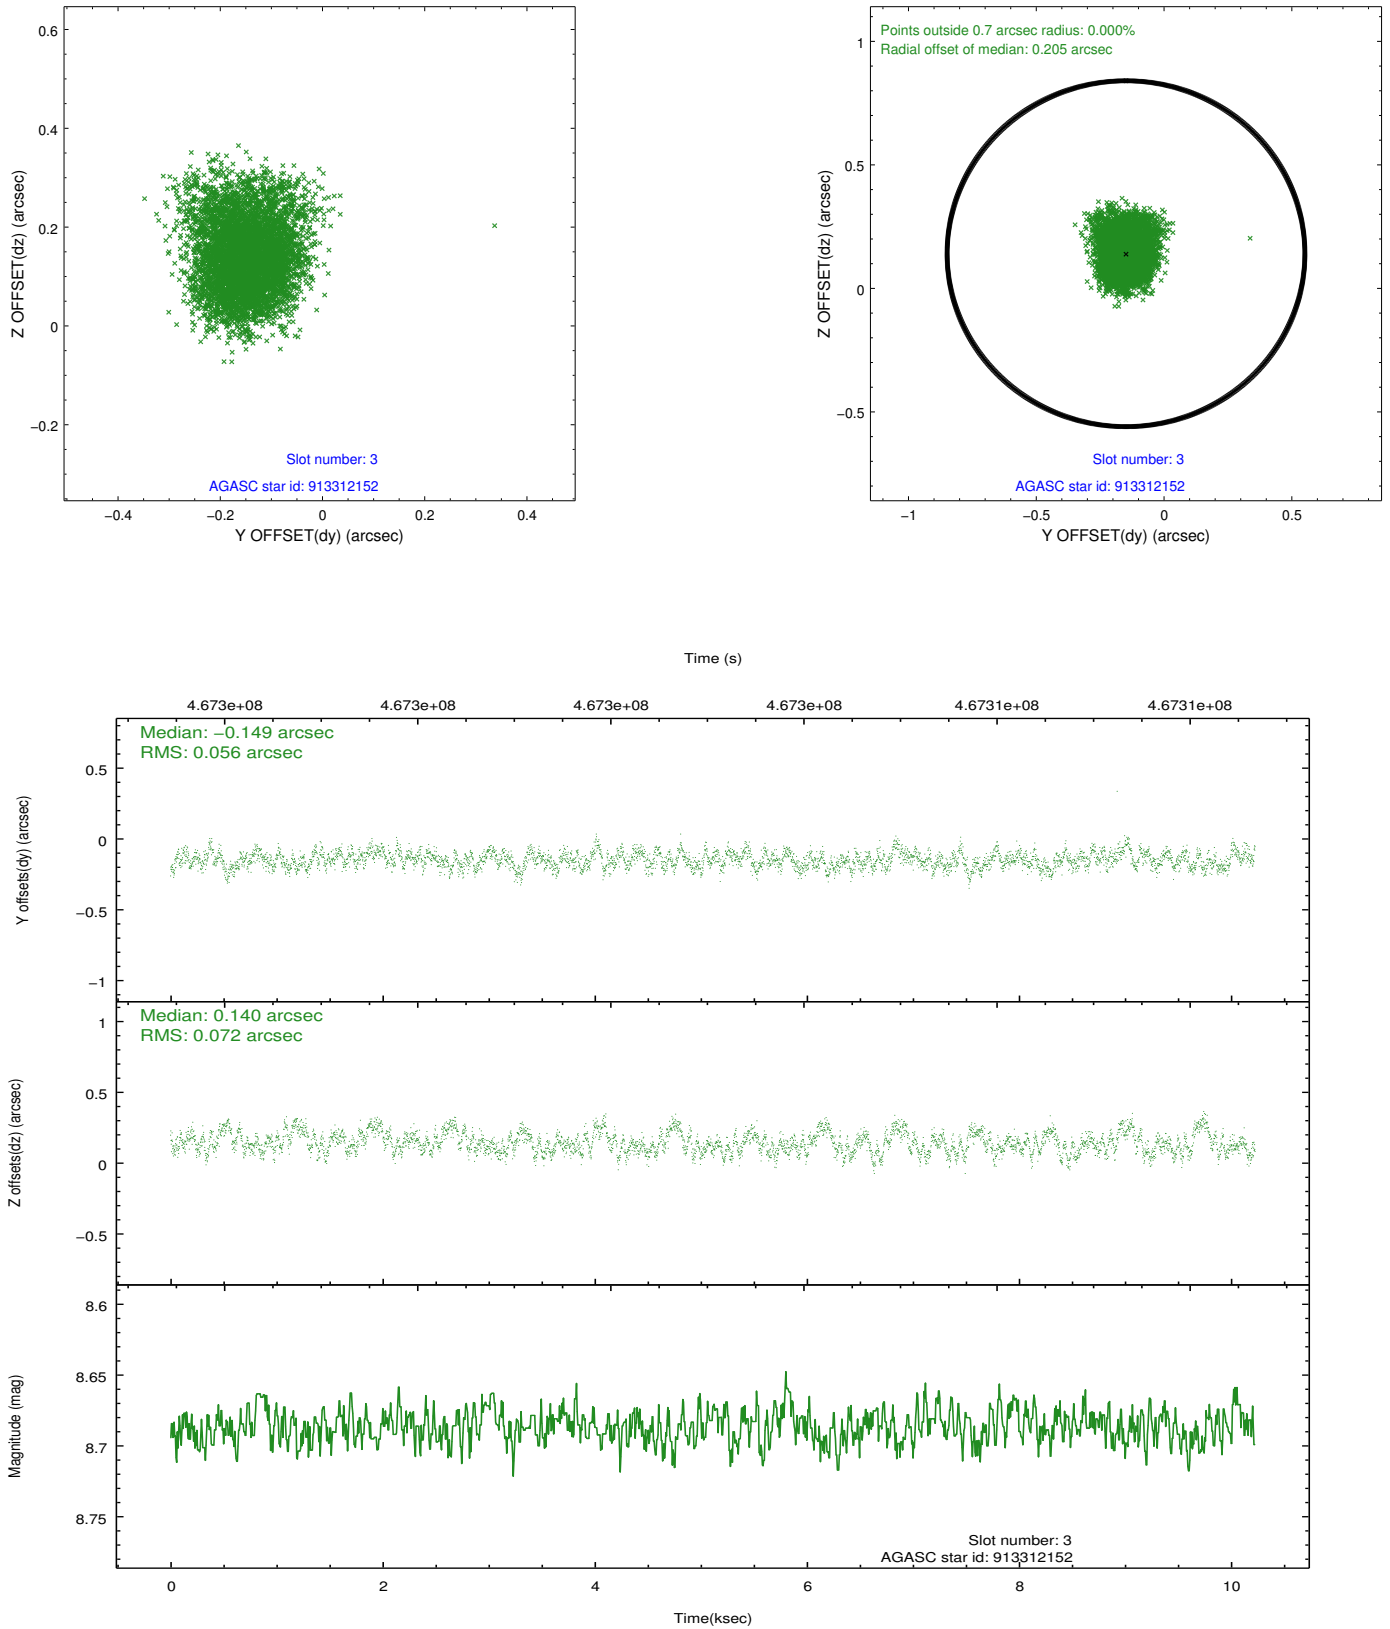 0.6
0.4
0.2
0
−0.2
Z OFFSET(dz) (arcsec)
Slot number: 3
AGASC star id: 913312152
−0.4
−0.2
0
0.2
0.4
Y OFFSET(dy) (arcsec)
Points outside 0.7 arcsec radius: 0.000%
Radial offset of median: 0.205 arcsec
1
0.5
0
−0.5
Z OFFSET(dz) (arcsec)
Slot number: 3
AGASC star id: 913312152
−1
−0.5
0
0.5
Y OFFSET(dy) (arcsec)
Time (s)
4.673e+08
4.673e+08
4.673e+08
4.673e+08
4.6731e+08
4.6731e+08
Median: −0.149 arcsec
RMS: 0.056 arcsec
0.5
0
−0.5
−1
Y offsets(dy) (arcsec)
Median: 0.140 arcsec
RMS: 0.072 arcsec
1
0.5
0
−0.5
Z offsets(dz) (arcsec)
8.6
8.65
8.7
8.75
Magnitude (mag)
Slot number: 3
AGASC star id: 913312152
0
2
4
6
8
10
Time(ksec)